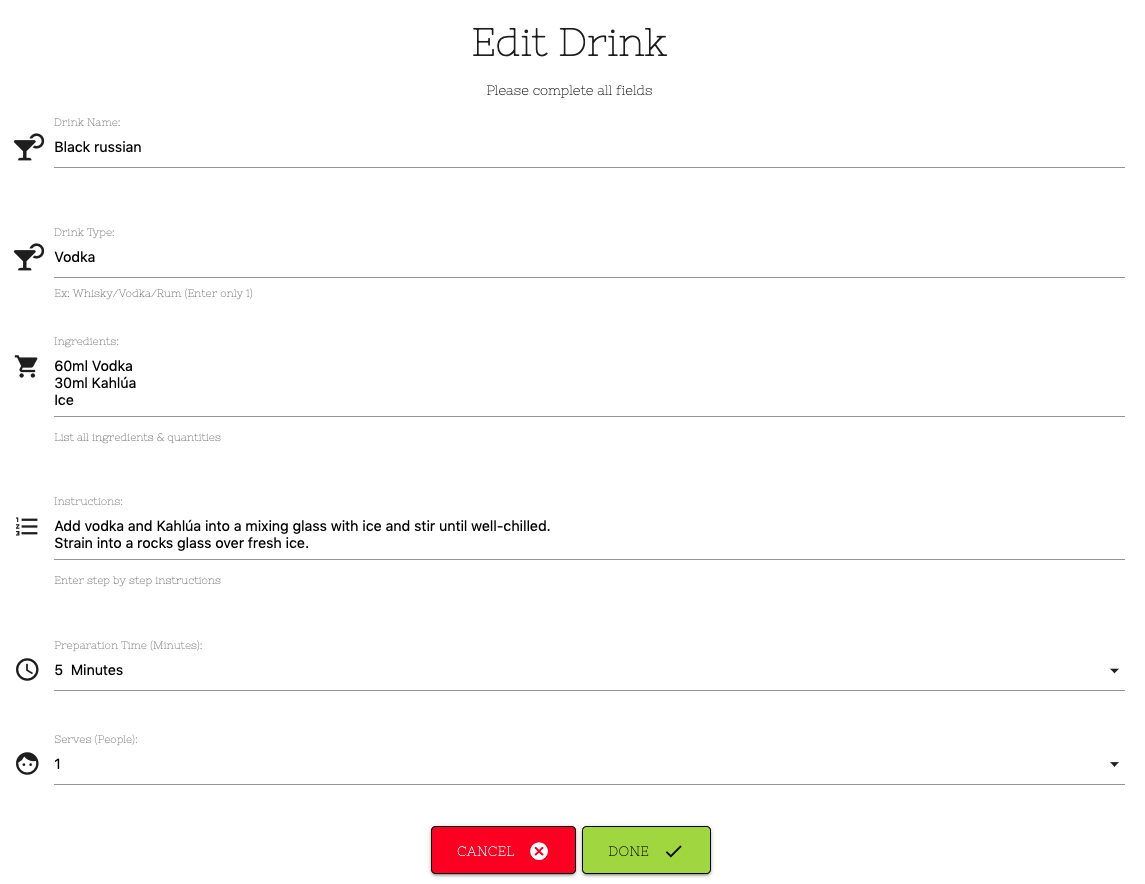 Edit Drink
Please complete all fields
Drink Name:
Black russian
Drink Type:
Vodka
Ex: Whisky/Vodka/Rum (Enter only 1)
Ingredients:
60ml Vodka
30ml Kahlúa
Ice
List all ingredients & quantities
Instructions:
Add vodka and Kahlúa into a mixing glass with ice and stir until well-chilled.
Strain into a rocks glass over fresh ice.
Enter step by step instructions
Preparation Time (Minutes):
5 Minutes
Serves (People):
1
CANCEL
DONE